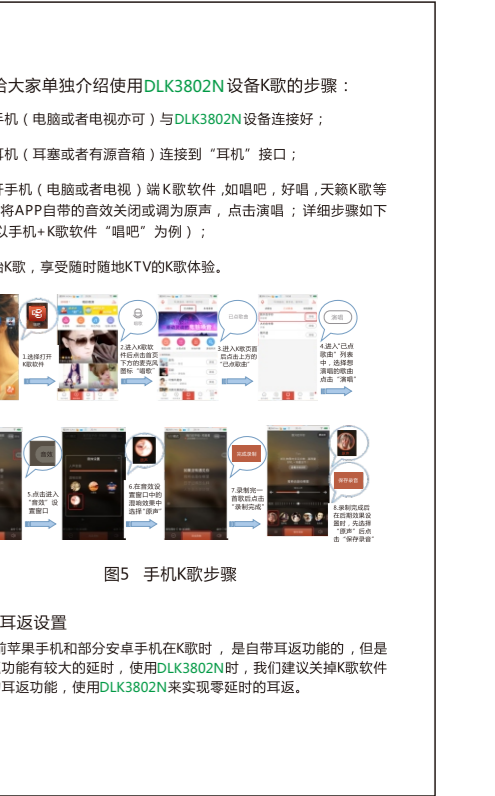 给大家单独介绍使用DLK3802N设备K歌的步骤：
手机（电脑或者电视亦可）与DLK3802N设备连接好；
耳机（耳塞或有源音箱）连接到“耳机”接口；
开手机（电脑或者电视）端K歌软件,如唱吧，好唱,天籁K歌等
将APP自带的音效关闭或调为原声，点击演唱；详细步骤如下
以手机+K歌软件“唱吧”为例）；
始K歌，享受随时随地KTV的K歌体验。
1.选择打开
K歌软件
2.进入K歌软
件后点击首页
下方的麦克风
图标“唱歌”
已点歌曲
3.进入K歌页面
后点击上方的
“已点歌曲”
演唱
4.进入“已点
歌曲”列表
中，选择想
演唱的歌曲
点击“演唱”
音效
5.点击进入
“音效”设
置窗口
6.在音效设
置窗口中的
混响效果中
选择“原声”
完成录制
7.录制完一
首歌后点击
“录制完成”
保存录音
8.录制完成后
在后期效果设
置时，先选择
“原声”后点
击“保存录音”
图5 手机K歌步骤
耳返设置
前苹果手机和部分安卓手机在K歌时，是自带耳返功能的，但是
功能有较大的延时，使用DLK3802N时，我们建议关掉K歌软件
耳返功能，使用DLK3802N来实现零延时的耳返。